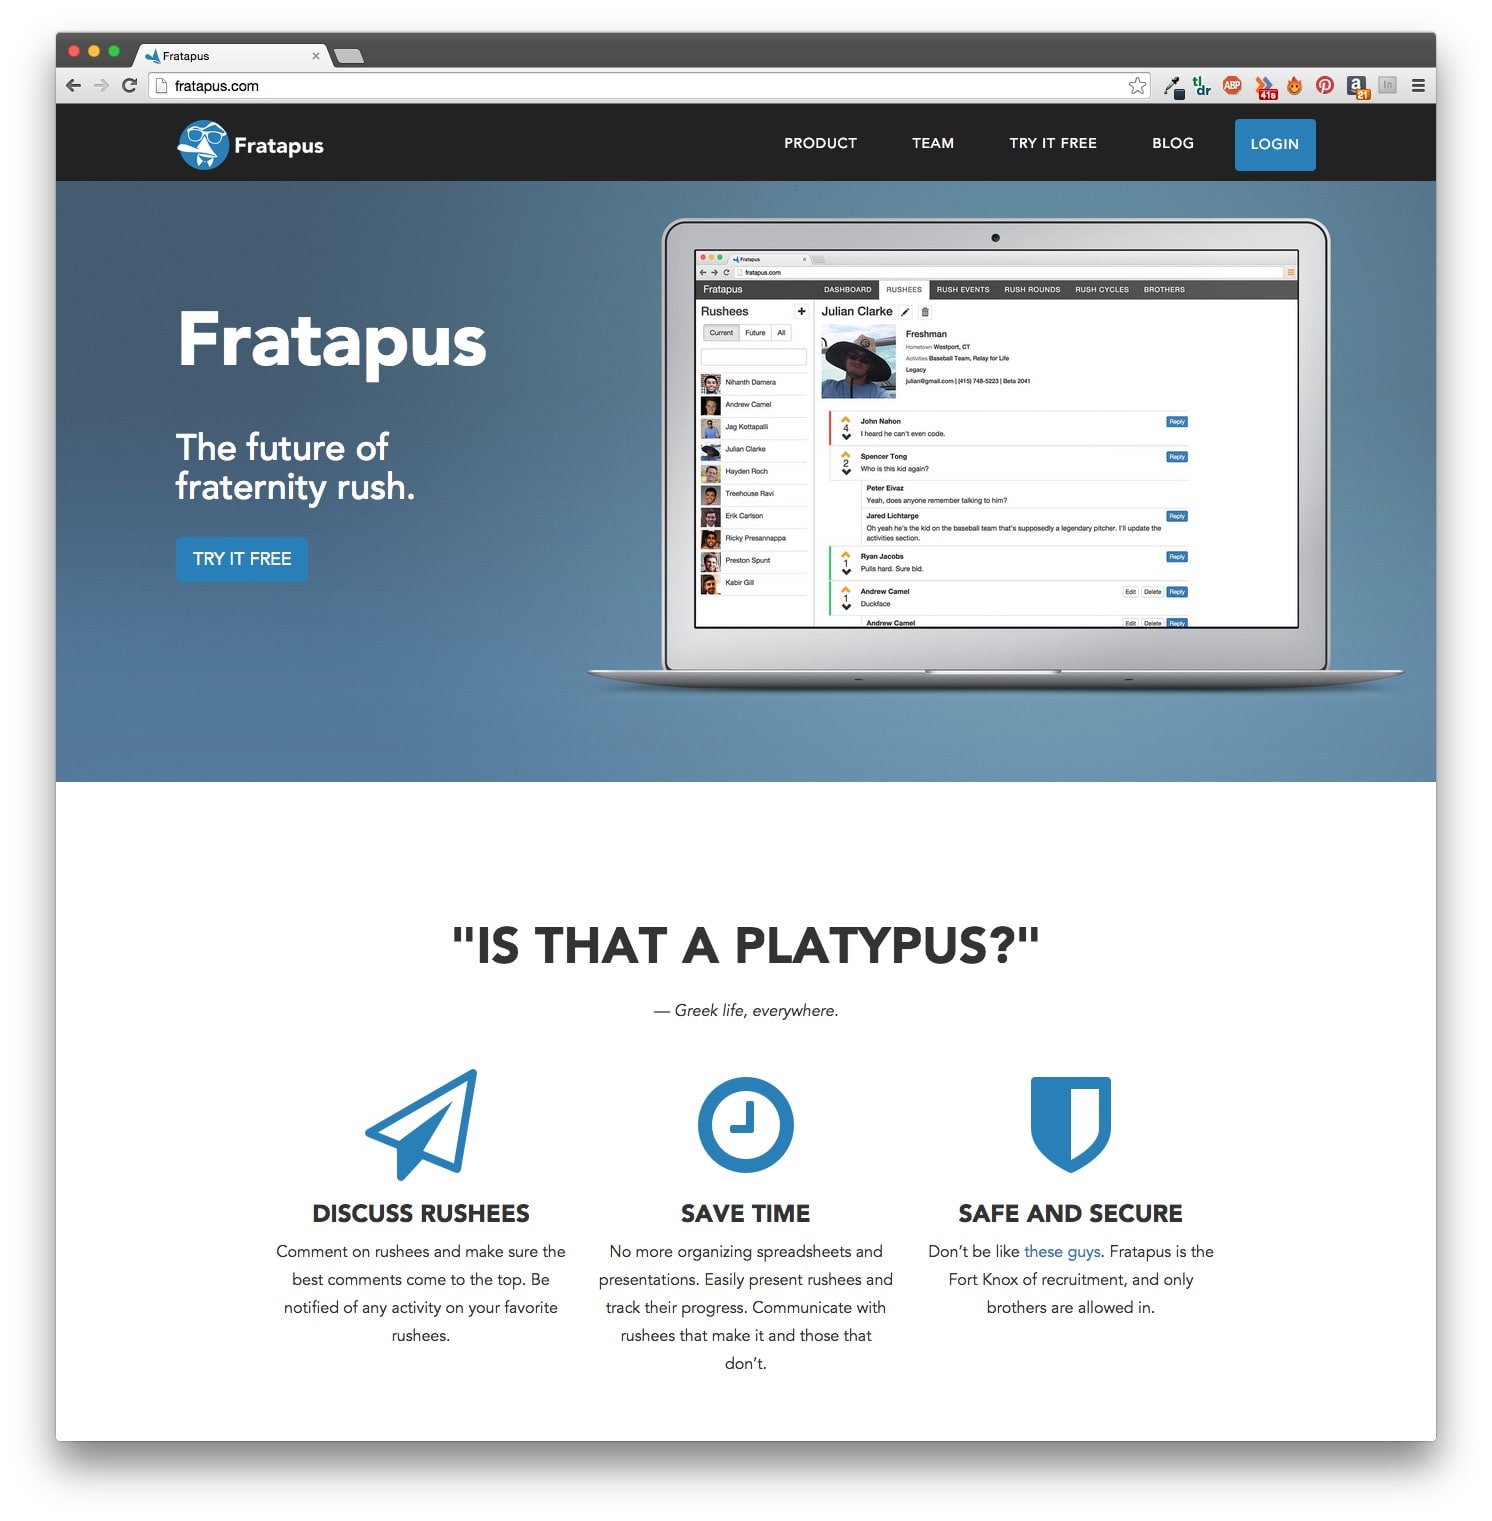 Fratapus
fratapus.com
tl;dr
ABP
41s
a
21
In
Fratapus
PRODUCT
TEAM
TRY IT FREE
BLOG
LOGIN
Fratapus
The future of
fraternity rush.
TRY IT FREE
Fratapus
fratapus.com
Fratapus
DASHBOARD
RUSHEES
RUSH EVENTS
RUSH ROUNDS
RUSH CYCLES
BROTHERS
Rushees
Current
Future
All
Nihanth Damera
Andrew Camel
Jag Kottapalli
Julian Clarke
Hayden Roch
Treehouse Ravi
Erik Carlson
Ricky Presannappa
Preston Spunt
Kabir Gill
Julian Clarke
Freshman
Hometown Westport, CT
Activities Baseball Team, Relay for Life
Legacy
julian@gmail.com | (415) 748-5223 | Beta 2041
4
John Nahon
Reply
I heard he can't even code.
2
Spencer Tong
Reply
Who is this kid again?
Peter Eivaz
Yeah, does anyone remember talking to him?
Jared Lichtarge
Reply
Oh yeah he's the kid on the baseball team that's supposedly a legendary pitcher. I'll update the
activities section.
1
Ryan Jacobs
Reply
Pulls hard. Sure bid.
1
Andrew Camel
Edit
Delete
Reply
Duckface
Andrew Camel
Edit
Delete
Reply
"IS THAT A PLATYPUS?"
— Greek life, everywhere.
DISCUSS RUSHEES
Comment on rushees and make sure the
best comments come to the top. Be
notified of any activity on your favorite
rushees.
SAVE TIME
No more organizing spreadsheets and
presentations. Easily present rushees and
track their progress. Communicate with
rushees that make it and those that
don't.
SAFE AND SECURE
Don't be like these guys. Fratapus is the
Fort Knox of recruitment, and only
brothers are allowed in.